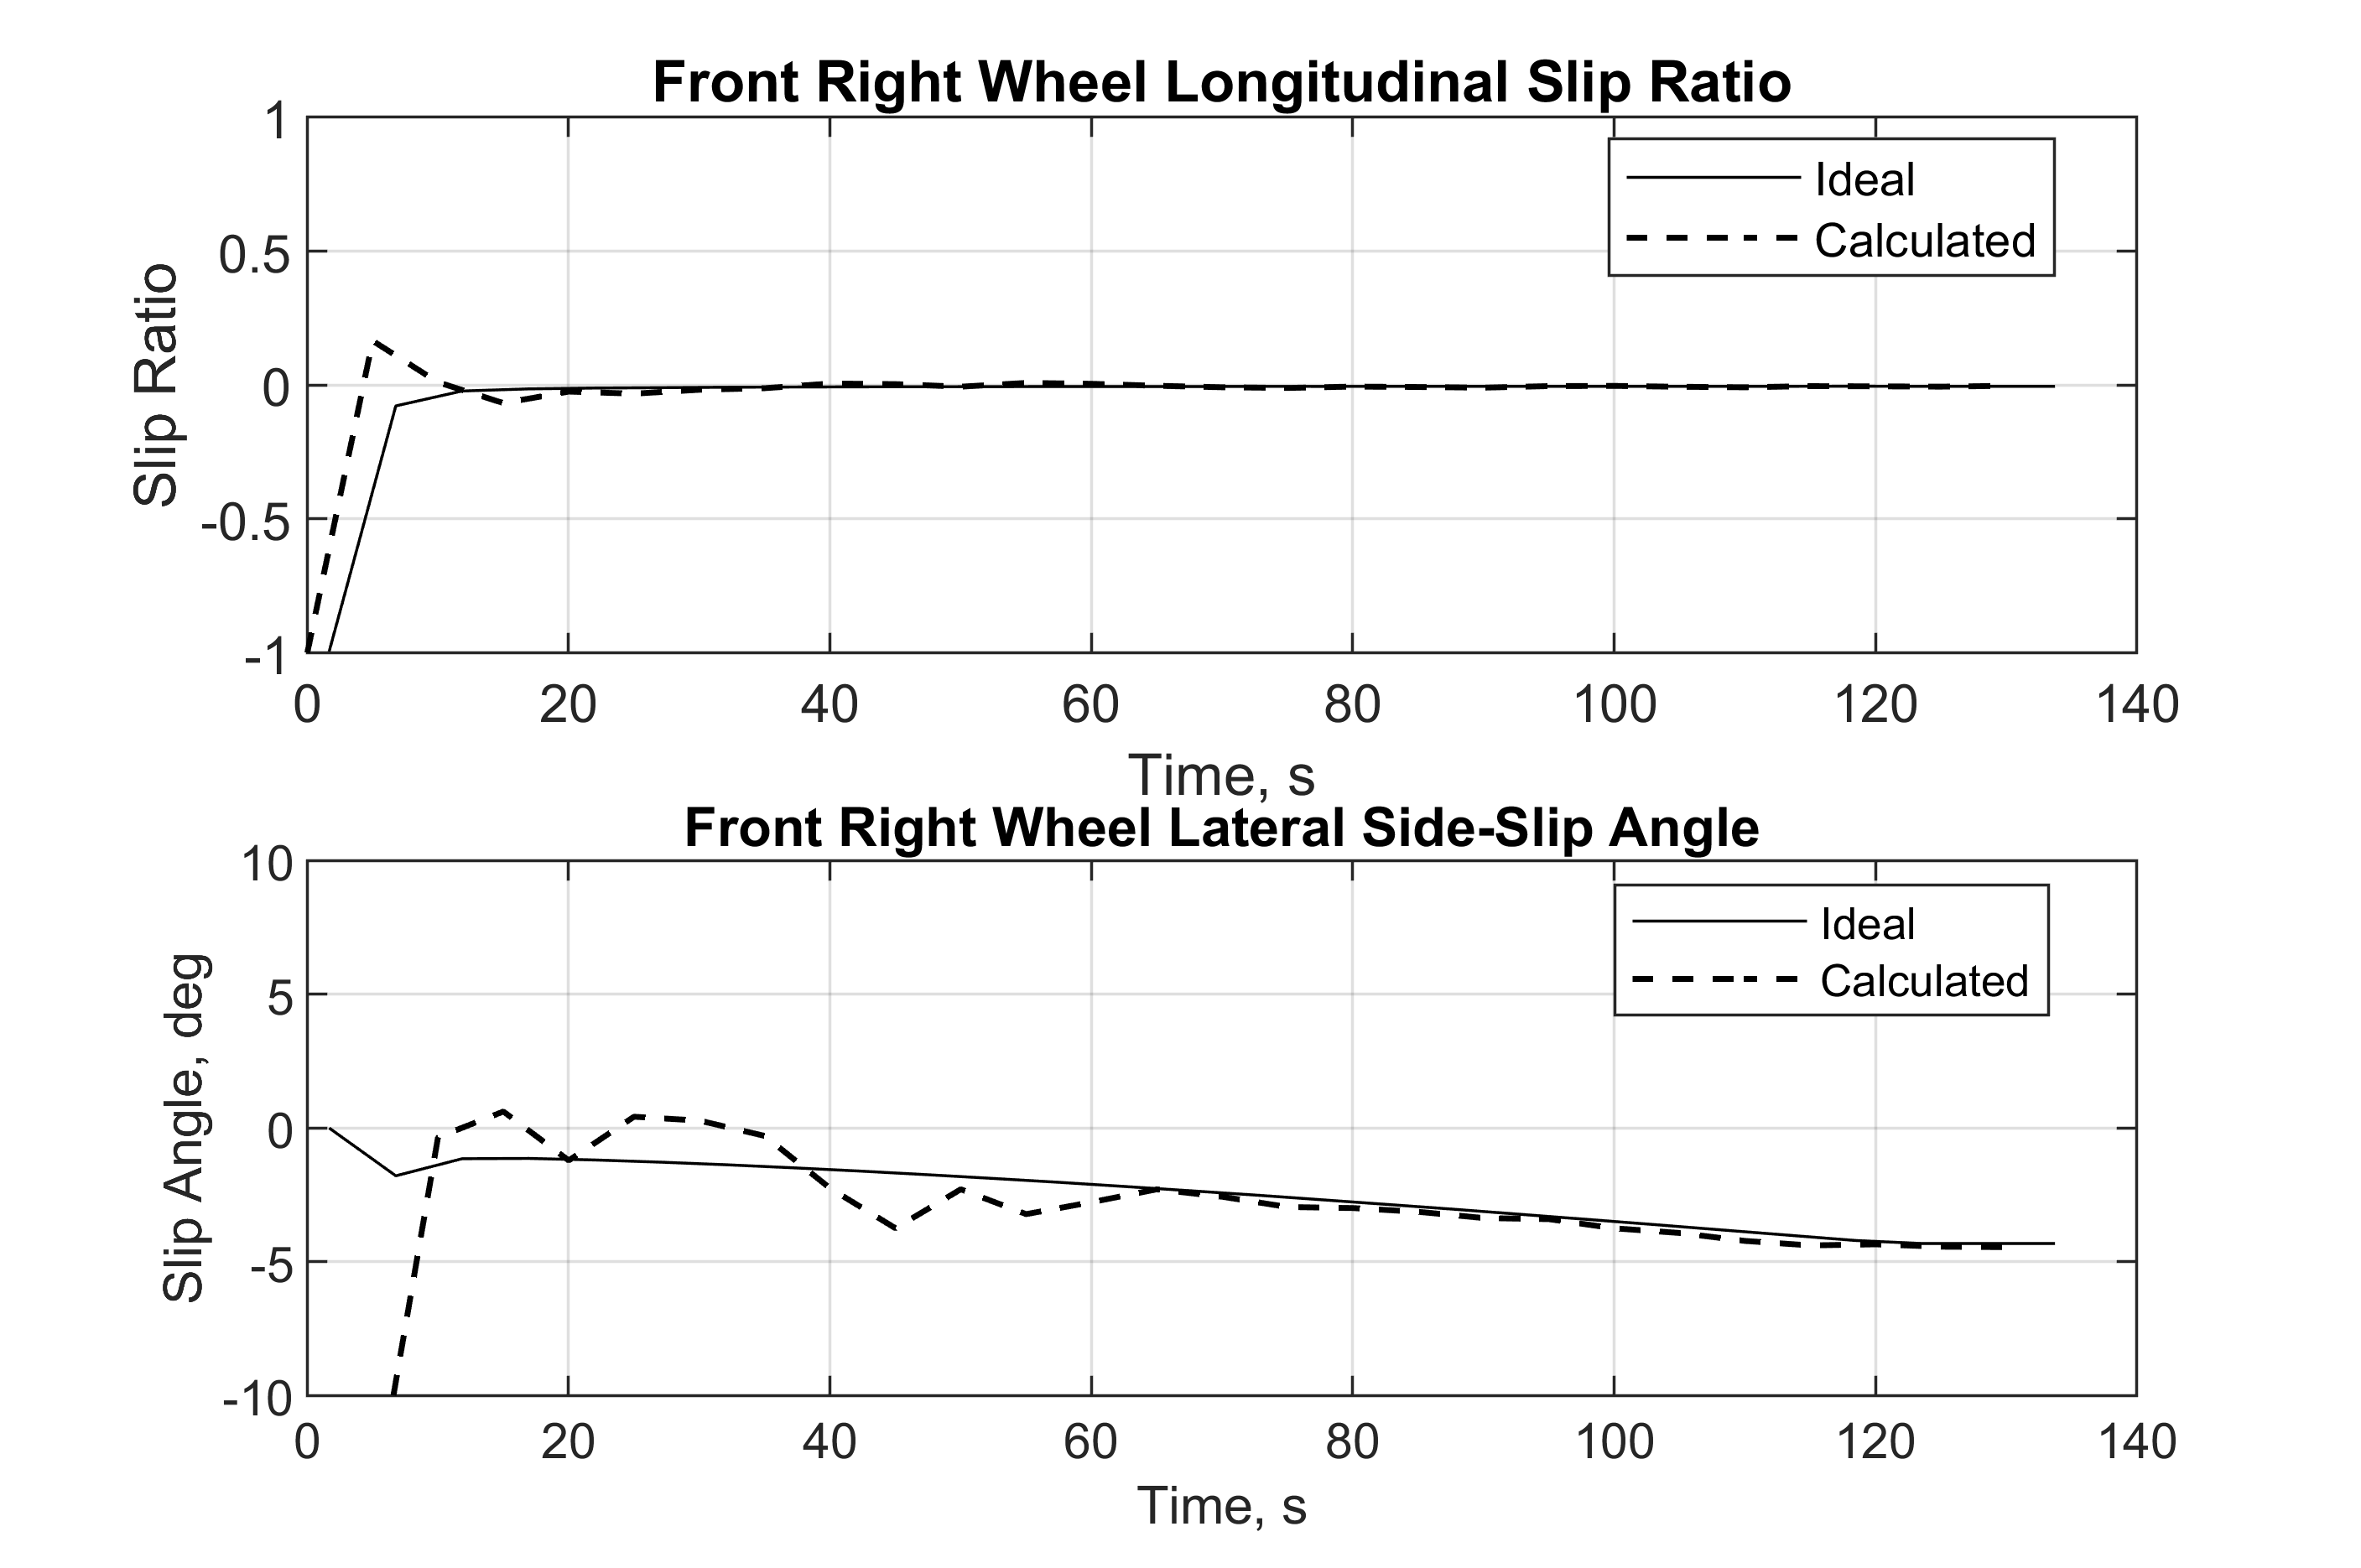 Front Right Wheel Longitudinal Slip Ratio
1
0.5
0
-0.5
-1
Slip Ratio
Ideal
Calculated
0 20 40 60 80 100 120 140
Time, s
Front Right Wheel Lateral Side-Slip Angle
10
5
0
-5
-10
Slip Angle, deg
Ideal
Calculated
0 20 40 60 80 100 120 140
Time, s